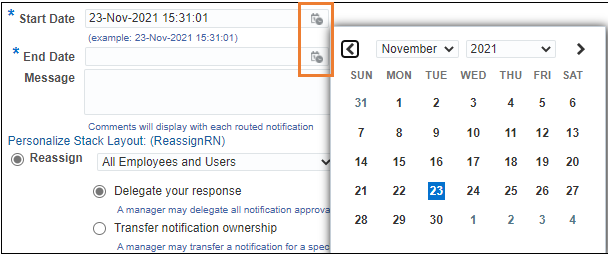 * Start Date 23-Nov-2021 15:31:01
(example: 23-Nov-2021 15:31:01)
* End Date
Message
Comments will display with each routed notification
Personalize Stack Layout: (ReassignRN)
Reassign All Employees and Users
Delegate your response
A manager may delegate all notification approva
Transfer notification ownership
A manager may transfer a notification for a spec
November 2021
SUN MON TUE WED THU FRI SAT
31 1 2 3 4 5 6
7 8 9 10 11 12 13
14 15 16 17 18 19 20
21 22 23 24 25 26 27
28 29 30 1 2 3 4